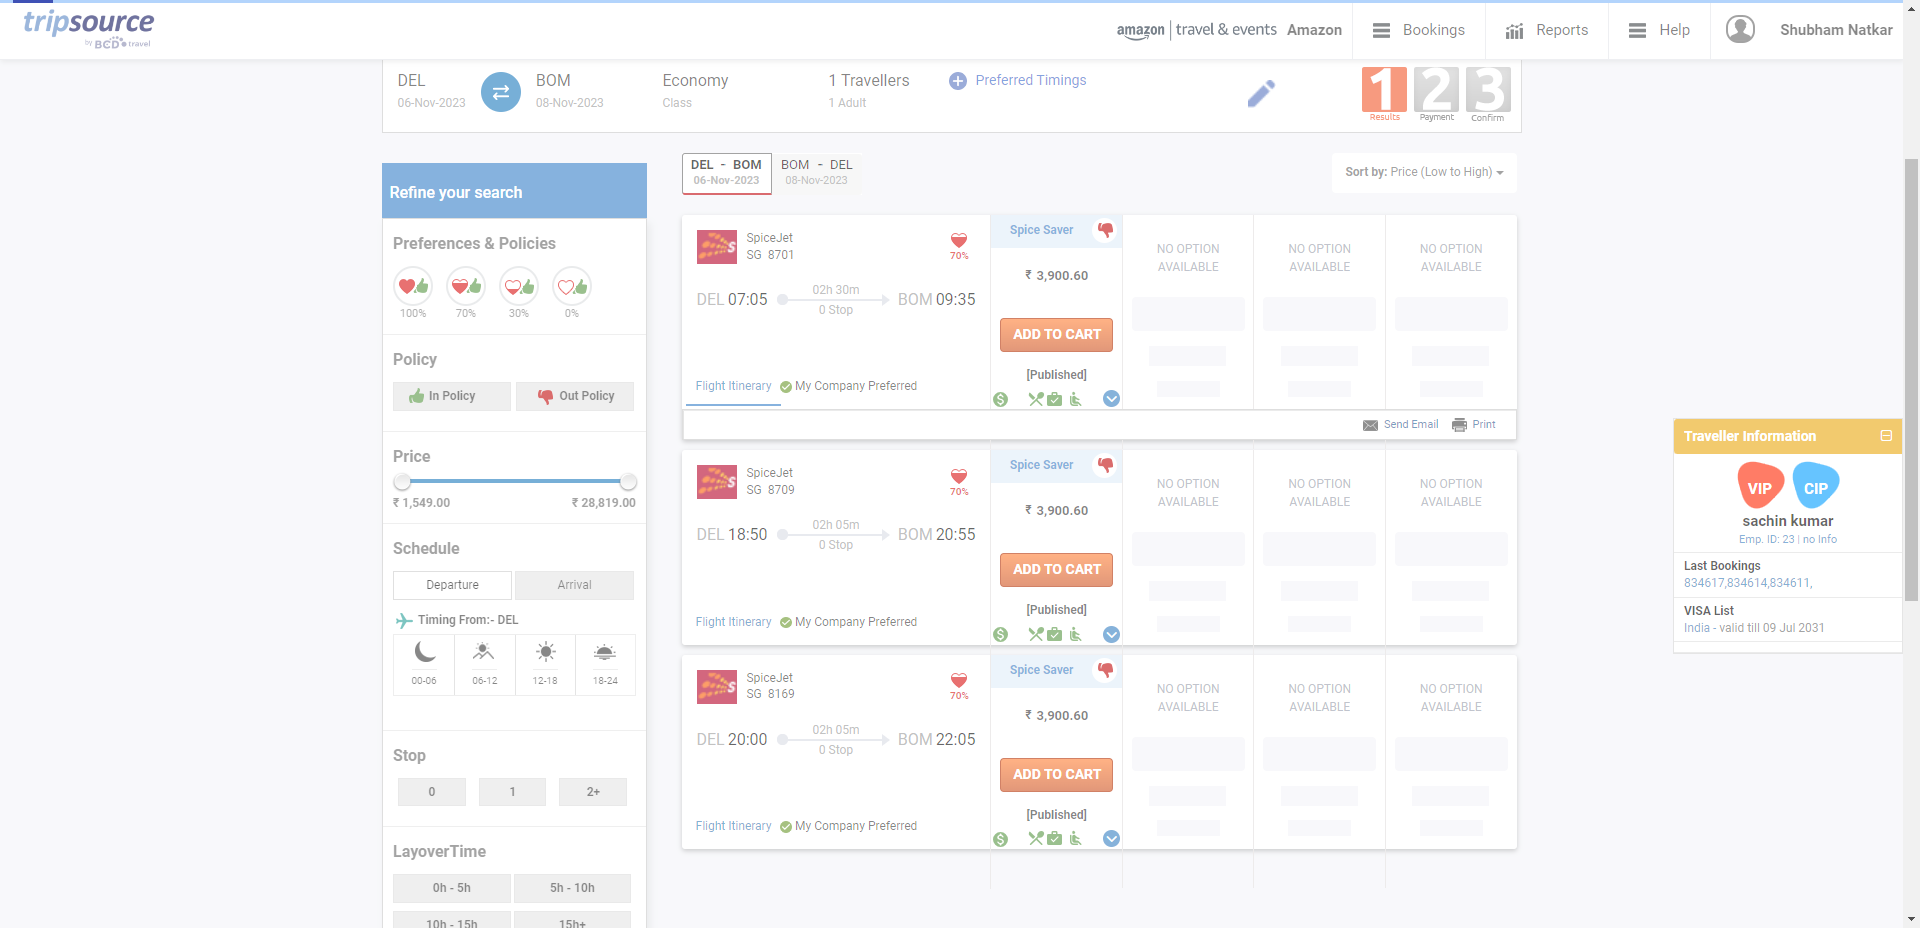 tripsource
by BCD travel
amazon | travel & events Amazon
Bookings
Reports
Help
Shubham Natkar
DEL
06-Nov-2023
BOM
08-Nov-2023
Economy
Class
1 Travellers
1 Adult
Preferred Timings
1
Results
2
Payment
3
Confirm
DEL - BOM
06-Nov-2023
BOM - DEL
08-Nov-2023
Sort by: Price (Low to High)
Refine your search
Preferences & Policies
100%
70%
30%
0%
Policy
In Policy
Out Policy
Price
₹ 1,549.00
₹ 28,819.00
Schedule
Departure
Arrival
Timing From:- DEL
00-06
06-12
12-18
18-24
Stop
0
1
2+
LayoverTime
0h - 5h
5h - 10h
10h - 15h
15h+
SpiceJet
SG 8701
70%
DEL 07:05
02h 30m
0 Stop
BOM 09:35
Flight Itinerary
My Company Preferred
Spice Saver
₹ 3,900.60
ADD TO CART
[Published]
NO OPTION
AVAILABLE
NO OPTION
AVAILABLE
NO OPTION
AVAILABLE
Send Email
Print
SpiceJet
SG 8709
70%
DEL 18:50
02h 05m
0 Stop
BOM 20:55
Flight Itinerary
My Company Preferred
Spice Saver
₹ 3,900.60
ADD TO CART
[Published]
NO OPTION
AVAILABLE
NO OPTION
AVAILABLE
NO OPTION
AVAILABLE
SpiceJet
SG 8169
70%
DEL 20:00
02h 05m
0 Stop
BOM 22:05
Flight Itinerary
My Company Preferred
Spice Saver
₹ 3,900.60
ADD TO CART
[Published]
NO OPTION
AVAILABLE
NO OPTION
AVAILABLE
NO OPTION
AVAILABLE
Traveller Information
VIP
CIP
sachin kumar
Emp. ID: 23 | no Info
Last Bookings
834617,834614,834611,
VISA List
India - valid till 09 Jul 2031